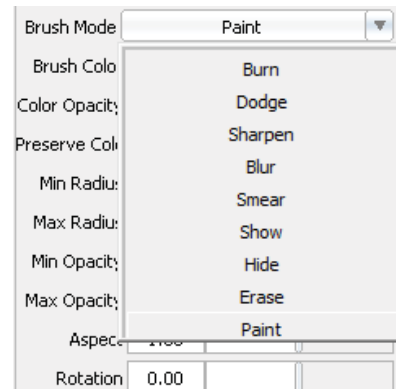 Brush Mode Paint
Brush Colo
Burn
Color Opacity
Dodge
Preserve Col
Sharpen
Min Radiu
Blur
Max Radiu
Smear
Min Opacity
Show
Max Opacity
Hide
Erase
Paint
Aspec
Rotation 0.00